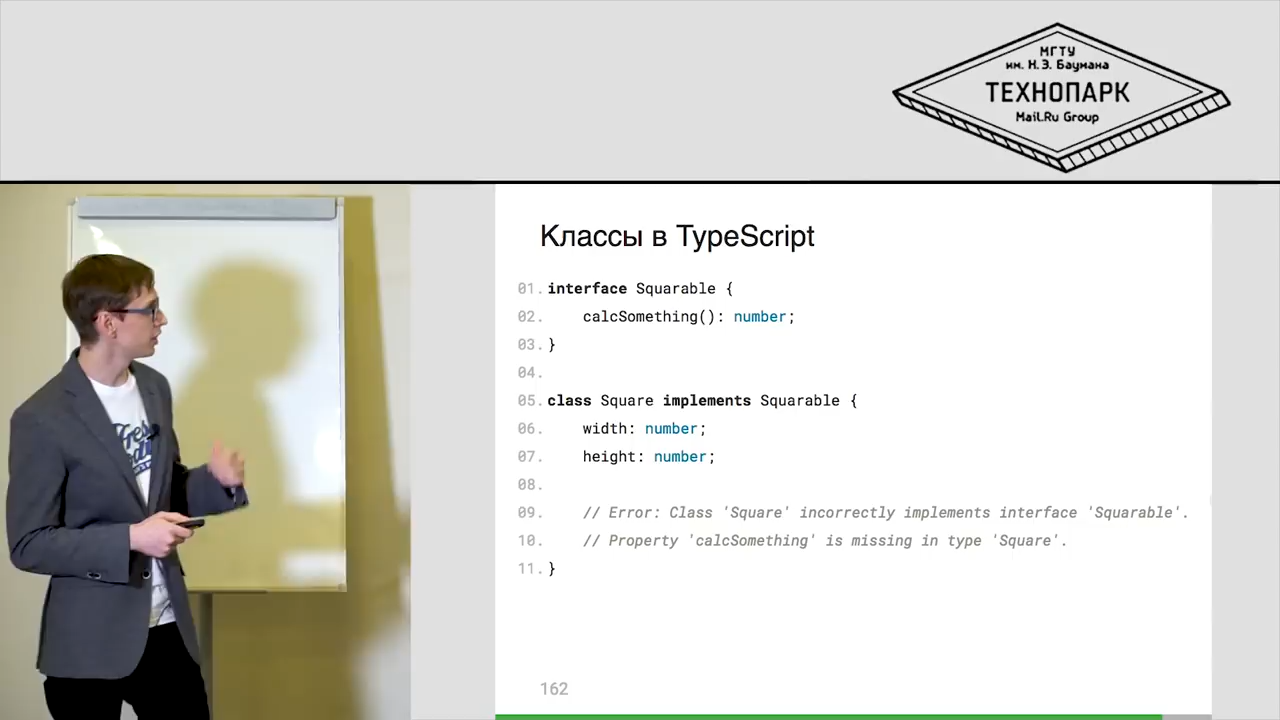 МГТУ
им. Н.Э. Баумана
ТЕХНОПАРК
Mail.Ru Group
Классы в TypeScript
01. interface Squarable {
02. calcSomething(): number;
03. }
04.
05. class Square implements Squarable {
06. width: number;
07. height: number;
08.
09. // Error: Class 'Square' incorrectly implements interface 'Squarable'.
10. // Property 'calcSomething' is missing in type 'Square'.
11. }
162